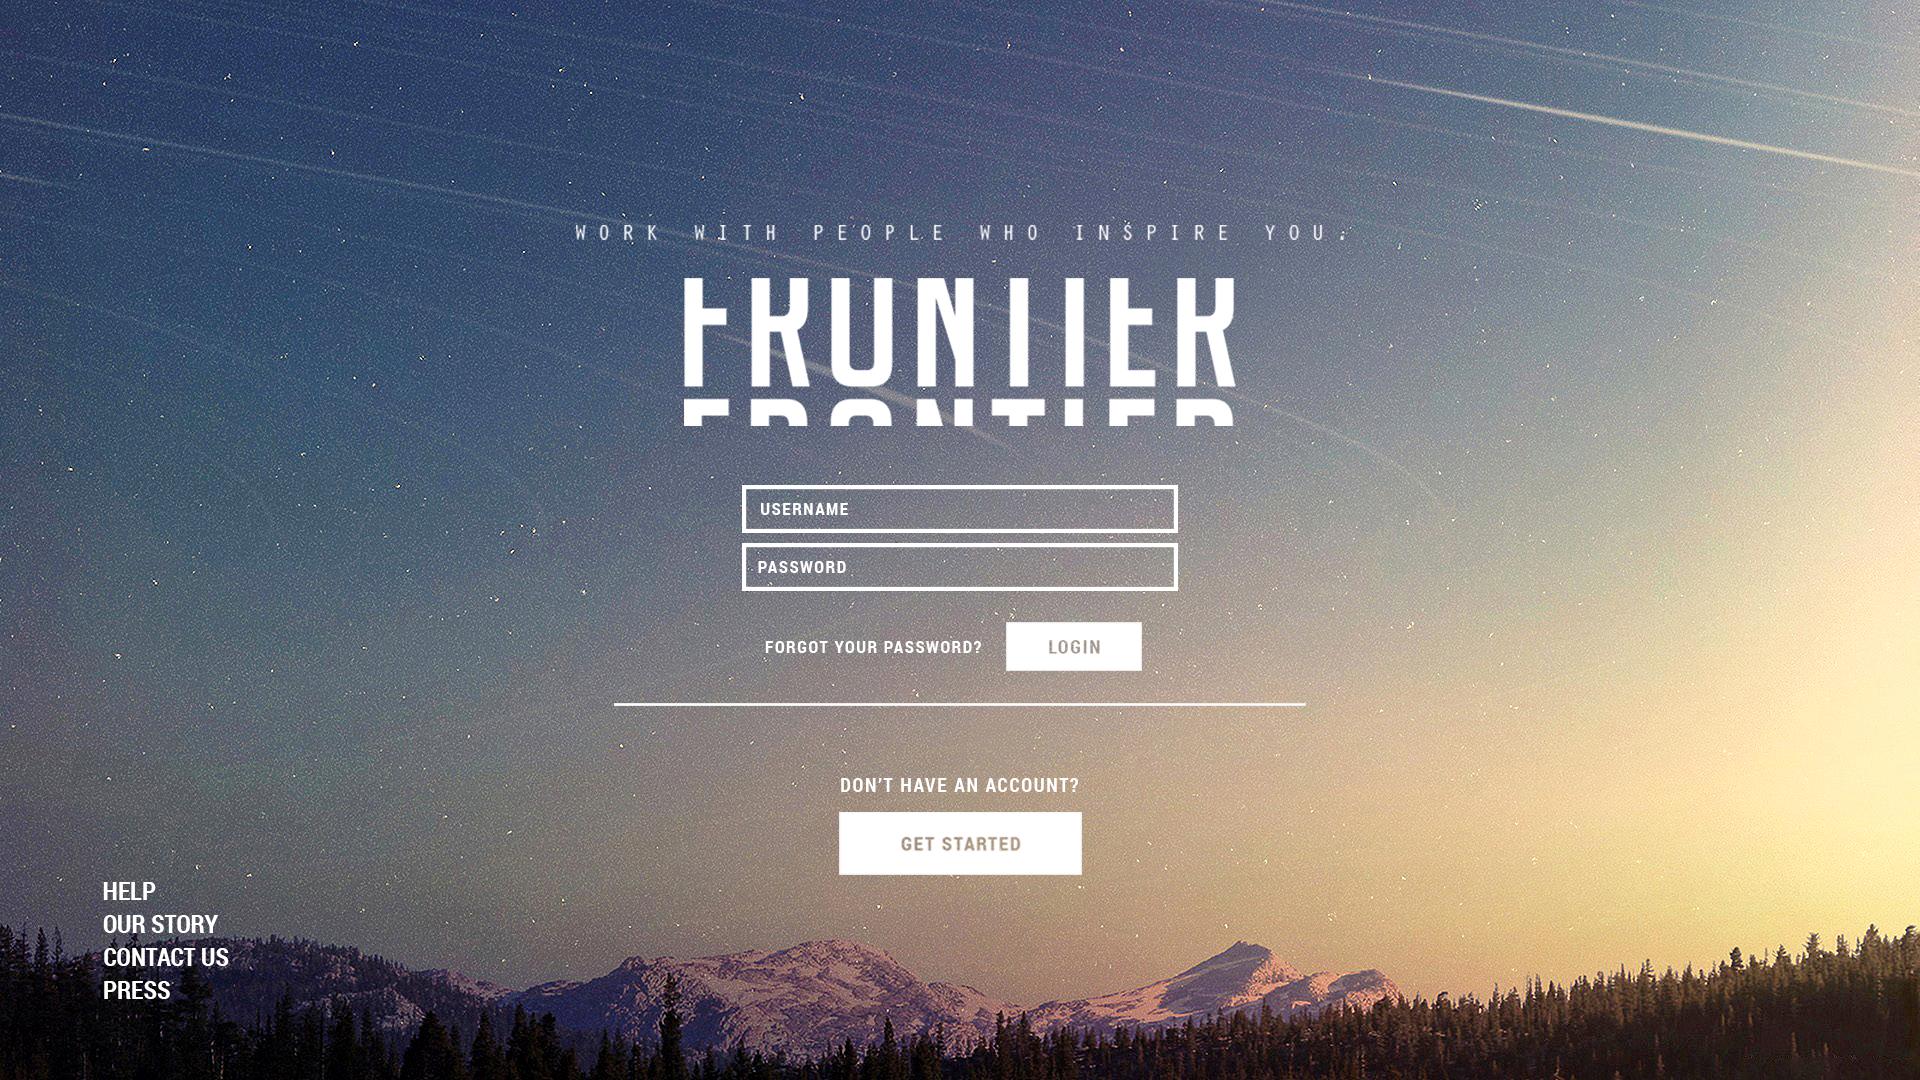 WORK WITH PEOPLE WHO INSPIRE YOU.
FRONTIER
FRONTIER
USERNAME
PASSWORD
FORGOT YOUR PASSWORD? LOGIN
DON'T HAVE AN ACCOUNT?
GET STARTED
HELP
OUR STORY
CONTACT US
PRESS